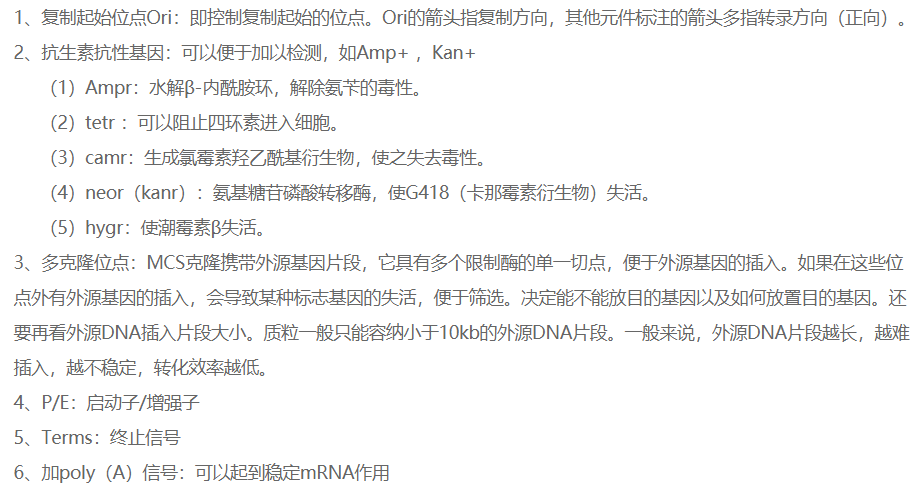 1、复制起始位点Ori：即控制复制起始的位点。Ori的箭头指复制方向，其他元件标注的箭头多指转录方向（正向）。
2、抗生素抗性基因：可以便于加以检测，如Amp+ ，Kan+
（1）Ampr：水解β-内酰胺环，解除氨苄的毒性。
（2）tetr ：可以阻止四环素进入细胞。
（3）camr：生成氯霉素羟乙酰基衍生物，使之失去毒性。
（4）neor（kanr）：氨基糖苷磷酸转移酶，使G418（卡那霉素衍生物）失活。
（5）hygr：使潮霉素β失活。
3、多克隆位点：MCS克隆携带外源基因片段，它具有多个限制酶的单一切点，便于外源基因的插入。如果在这些位
点外有外源基因的插入，会导致某种标志基因的失活，便于筛选。决定能不能放目的基因以及如何放置目的基因。还
要再看外源DNA插入片段大小。质粒一般只能容纳小于10kb的外源DNA片段。一般来说，外源DNA片段越长，越难
插入，越不稳定，转化效率越低。
4、P/E：启动子/增强子
5、Terms：终止信号
6、加poly（A）信号：可以起到稳定mRNA作用